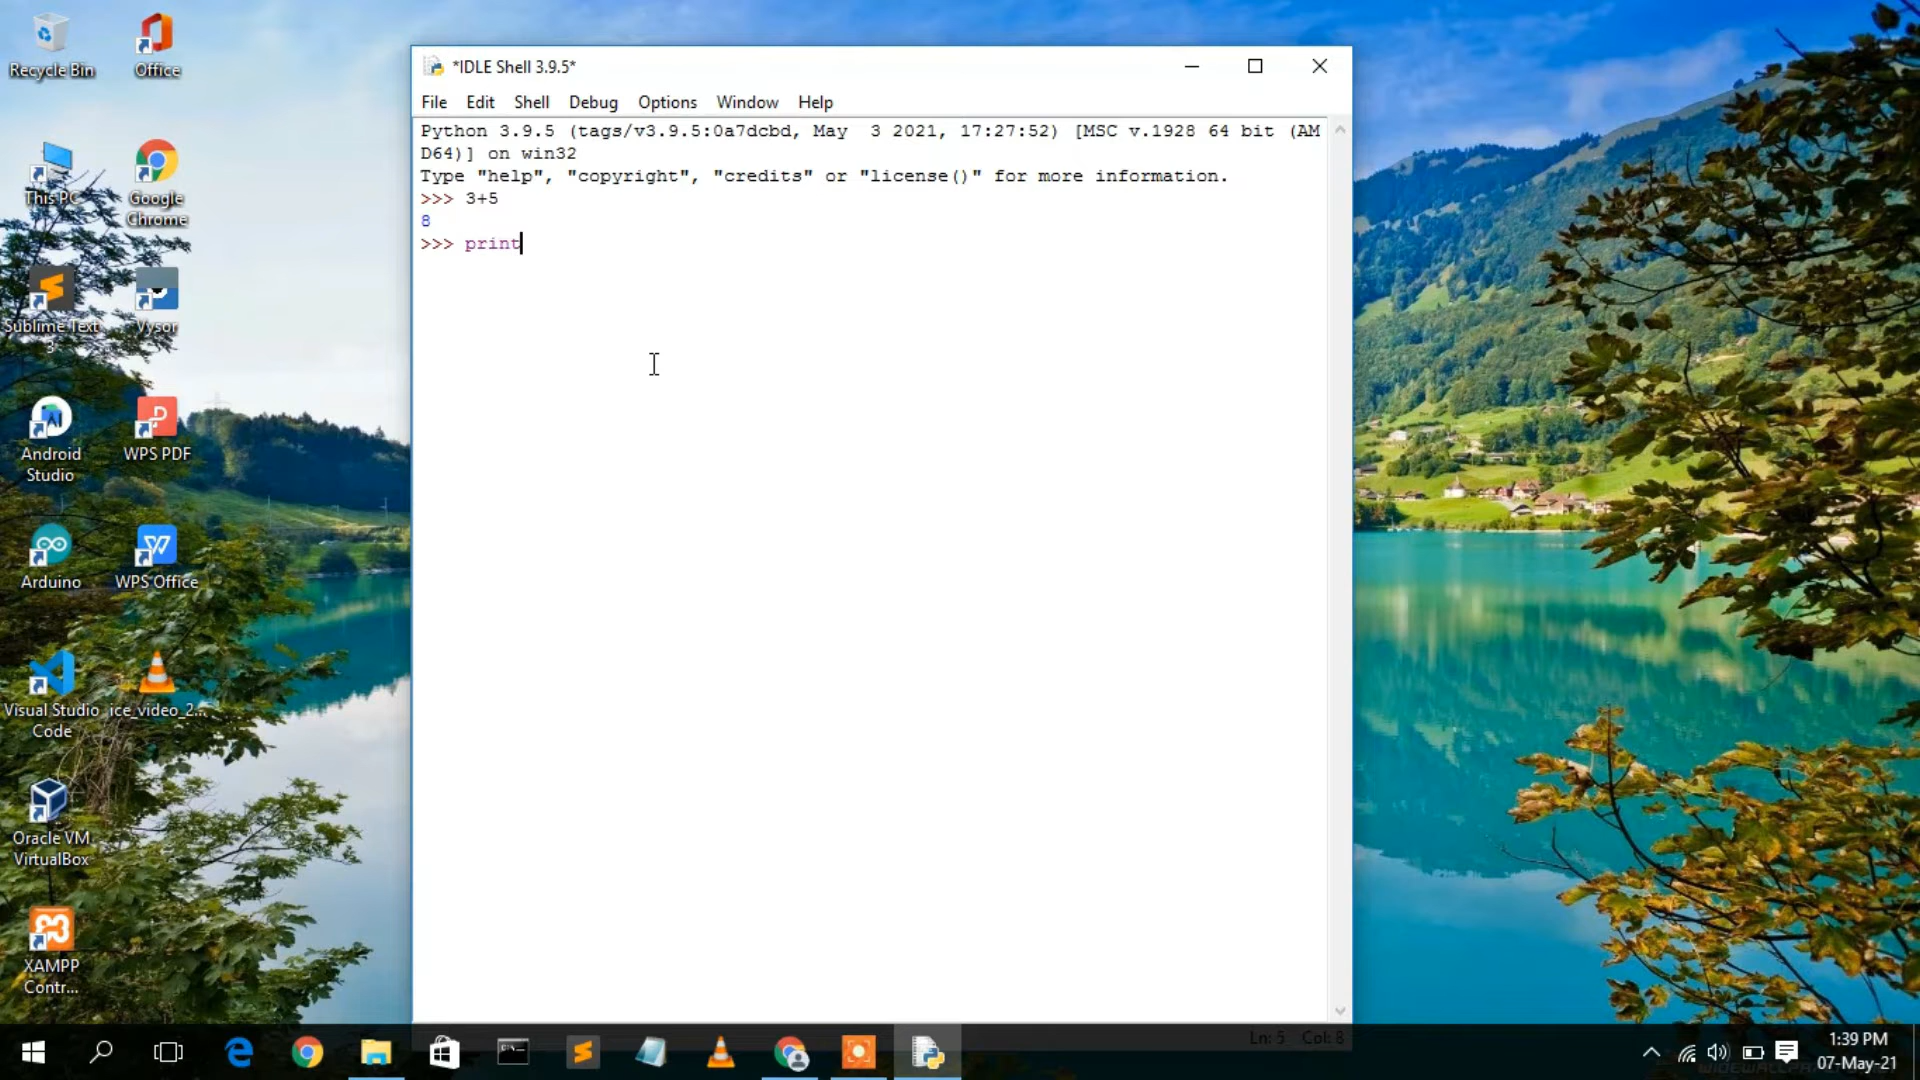 Recycle Bin
Office
This PC
Google
Chrome
Sublime Text
3
Vysor
Android
Studio
WPS PDF
Arduino
WPS Office
Visual Studio
Code
ice_video_2...
Oracle VM
VirtualBox
XAMPP
Contr...
*IDLE Shell 3.9.5*
File Edit Shell Debug Options Window Help
Python 3.9.5 (tags/v3.9.5:0a7dcbd, May  3 2021, 17:27:52) [MSC v.1928 64 bit (AM
D64)] on win32
Type "help", "copyright", "credits" or "license()" for more information.
>>> 3+5
8
>>> print
Ln: 5 Col: 8
1:39 PM
07-May-21